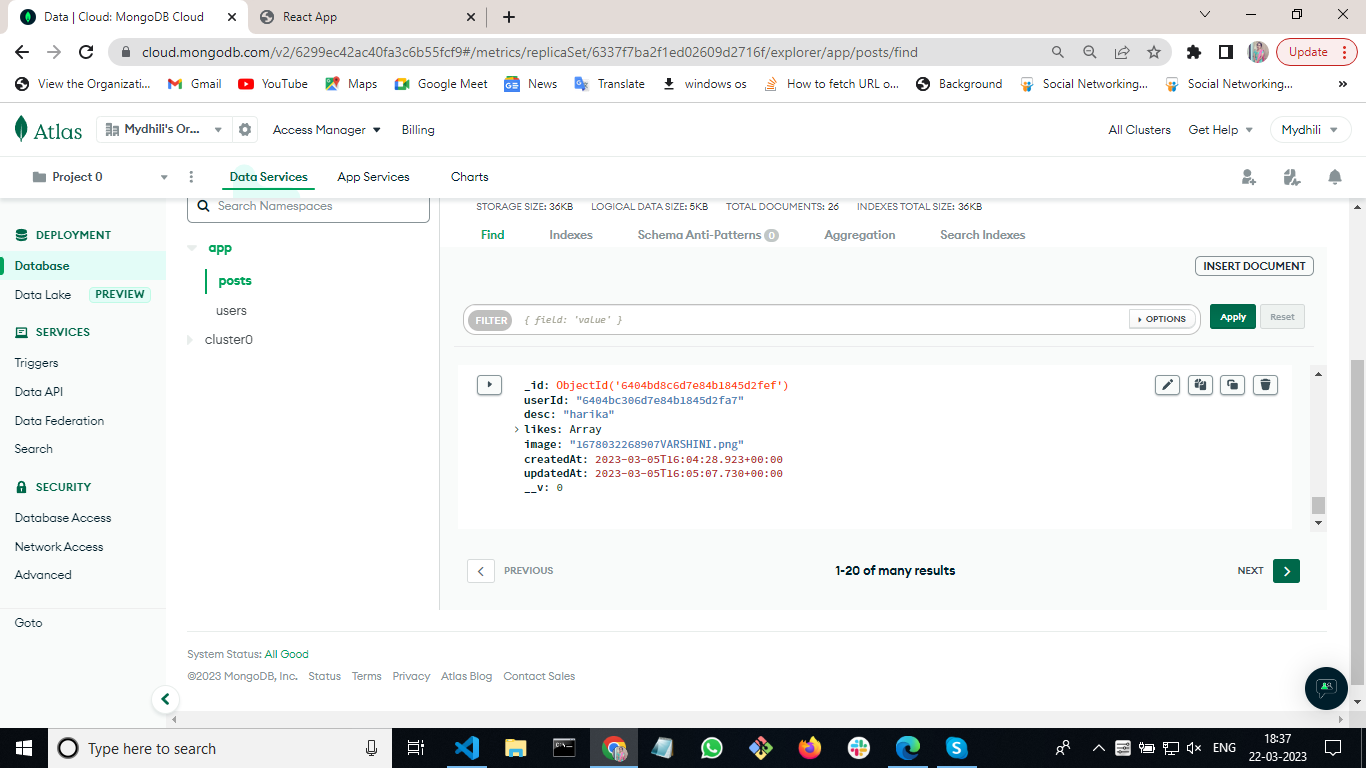 Data | Cloud: MongoDB Cloud
React App
cloud.mongodb.com/v2/6299ec42ac40fa3c6b55fcf9#/metrics/replicaSet/6337f7ba2f1ed02609d2716f/explorer/app/posts/find
Update
View the Organizati...
Gmail
YouTube
Maps
Google Meet
News
Translate
windows os
How to fetch URL o...
Background
Social Networking...
Social Networking...
»
Atlas
Mydhili's Or...
Access Manager
Billing
All Clusters
Get Help
Mydhili
Project 0
Data Services
App Services
Charts
DEPLOYMENT
Database
Data Lake
PREVIEW
SERVICES
Triggers
Data API
Data Federation
Search
SECURITY
Database Access
Network Access
Advanced
Goto
Search Namespaces
app
posts
users
cluster0
STORAGE SIZE: 36KB
LOGICAL DATA SIZE: 5KB
TOTAL DOCUMENTS: 26
INDEXES TOTAL SIZE: 36KB
Find
Indexes
Schema Anti-Patterns 0
Aggregation
Search Indexes
INSERT DOCUMENT
FILTER
{ field: 'value' }
OPTIONS
Apply
Reset
_id: ObjectId('6404bd8c6d7e84b1845d2fef')
userId: "6404bc306d7e84b1845d2fa7"
desc: "harika"
likes: Array
image: "1678032268907VARSHINI.png"
createdAt: 2023-03-05T16:04:28.923+00:00
updatedAt: 2023-03-05T16:05:07.730+00:00
__v: 0
PREVIOUS
1-20 of many results
NEXT
System Status: All Good
©2023 MongoDB, Inc.
Status
Terms
Privacy
Atlas Blog
Contact Sales
Type here to search
ENG
18:37
22-03-2023